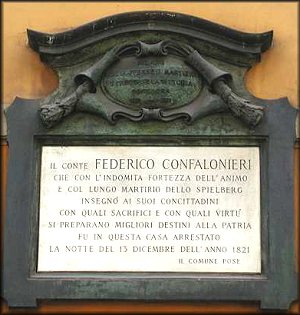 IL CONTE FEDERICO CONFALONIERI
CHE CON L'INDOMITA FORTEZZA DELL'ANIMO
E COL LUNGO MARTIRIO DELLO SPIELBERG
INSEGNÒ AI SUOI CONCITTADINI
CON QUALI SACRIFICI E CON QUALI VIRTÙ
SI PREPARANO MIGLIORI DESTINI ALLA PATRIA
FU IN QUESTA CASA ARRESTATO
LA NOTTE DEL 13 DICEMBRE DELL'ANNO 1821
IL COMUNE POSE